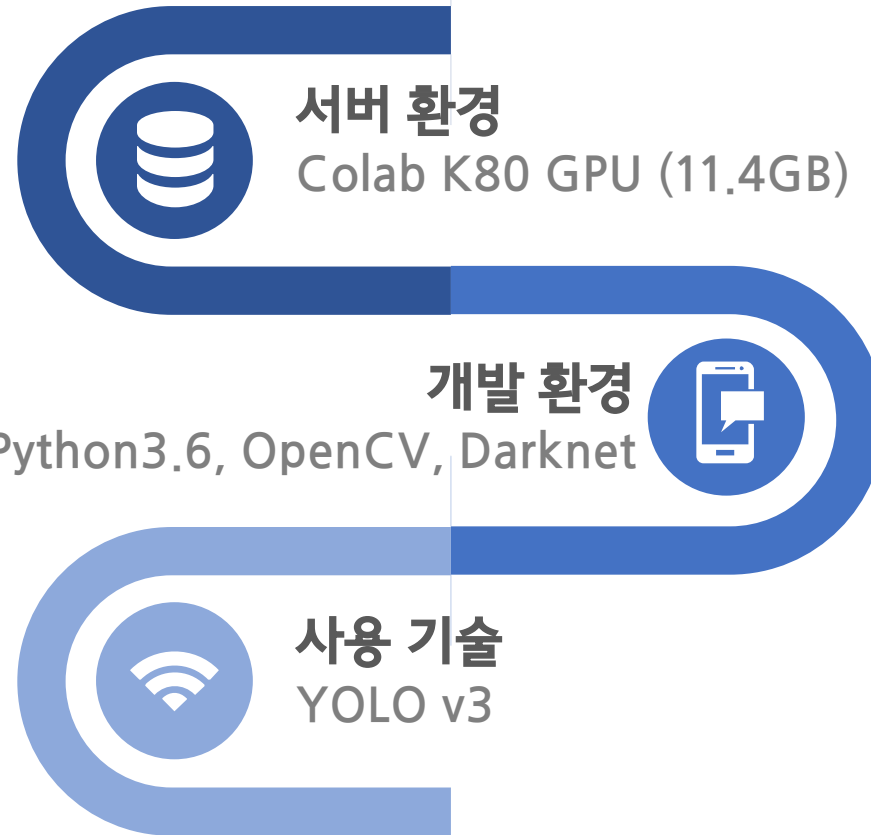 서버 환경
Colab K80 GPU (11.4GB)
개발 환경
Python3.6, OpenCV, Darknet
사용 기술
YOLO v3